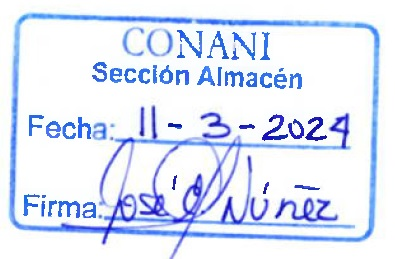 CONANI
Sección Almacén
Fecha: 11-3-2024
Firma: José Núñez